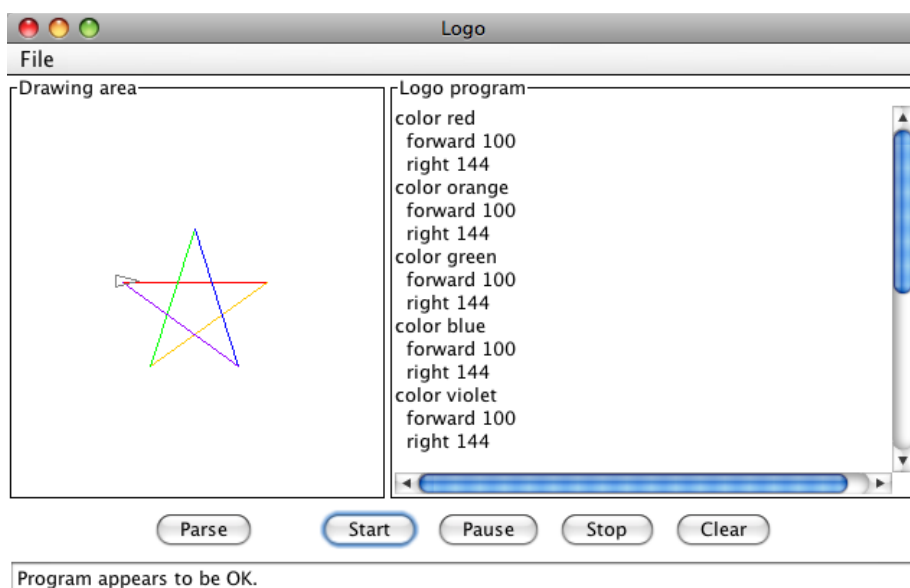 Logo
File
Drawing area
Logo program
color red
forward 100
right 144
color orange
forward 100
right 144
color green
forward 100
right 144
color blue
forward 100
right 144
color violet
forward 100
right 144
Parse Start Pause Stop Clear
Program appears to be OK.